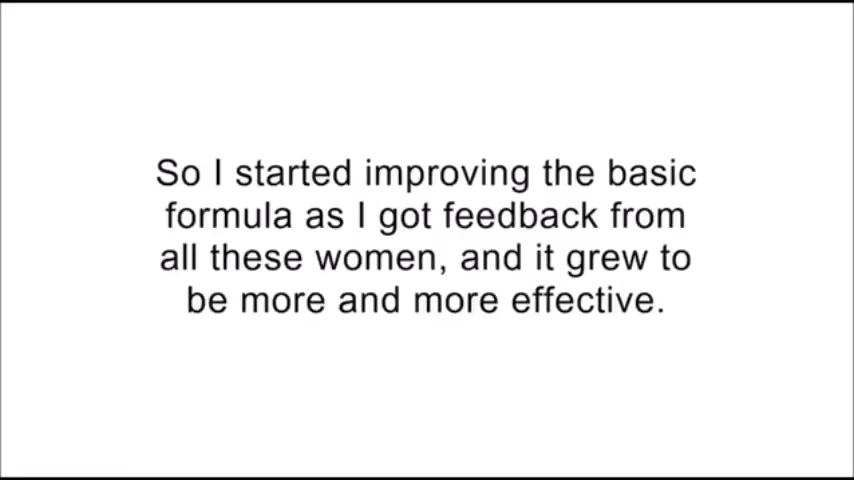 So I started improving the basic
formula as I got feedback from
all these women, and it grew to
be more and more effective.